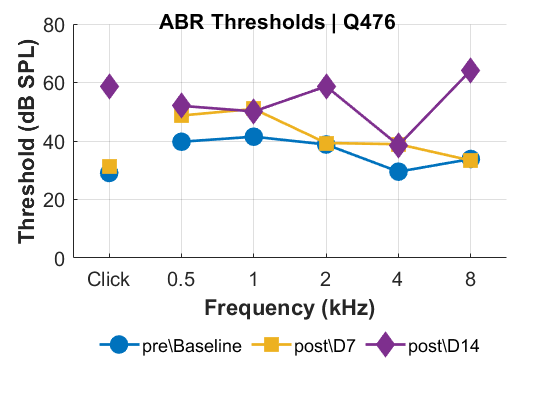 ABR Thresholds | Q476
Threshold (dB SPL)
80
60
40
20
0
Click 0.5 1 2 4 8
Frequency (kHz)
pre\Baseline post\D7 post\D14